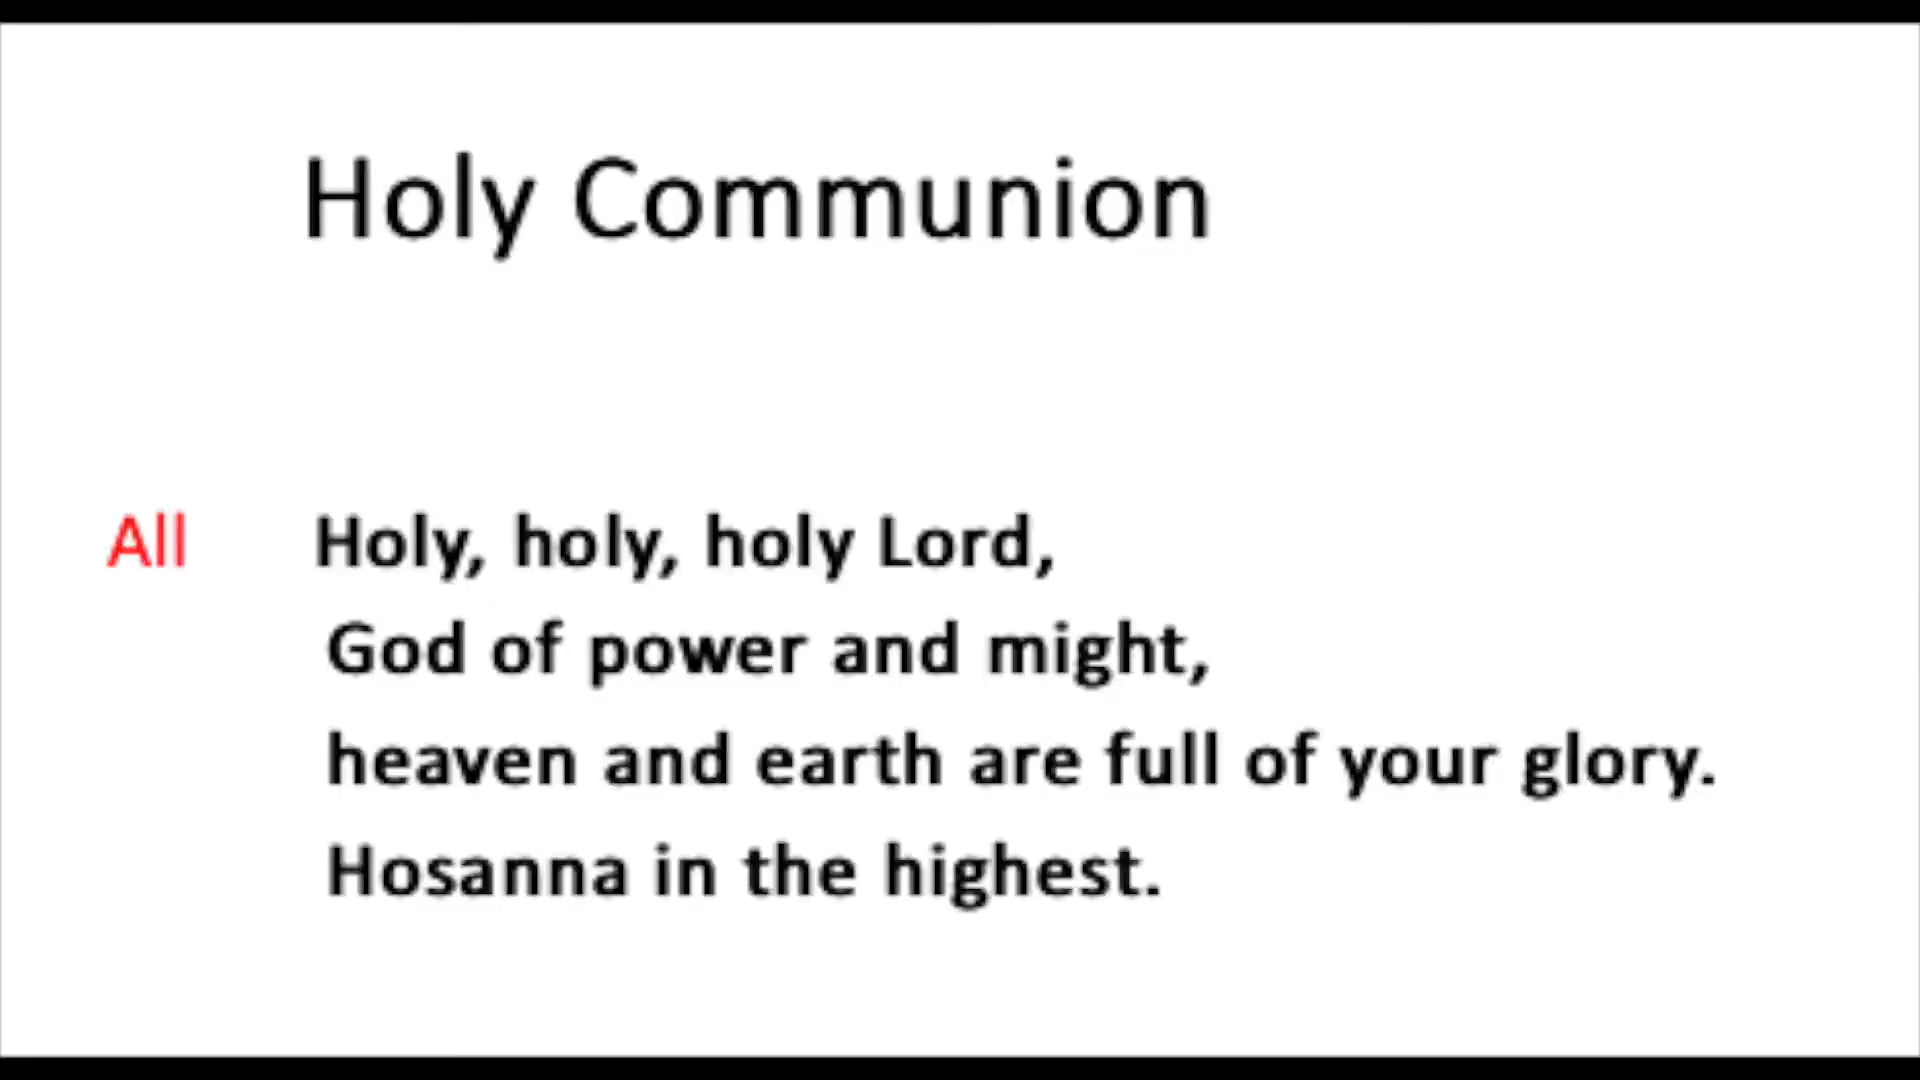 Holy Communion
All Holy, holy, holy Lord,
God of power and might,
heaven and earth are full of your glory.
Hosanna in the highest.